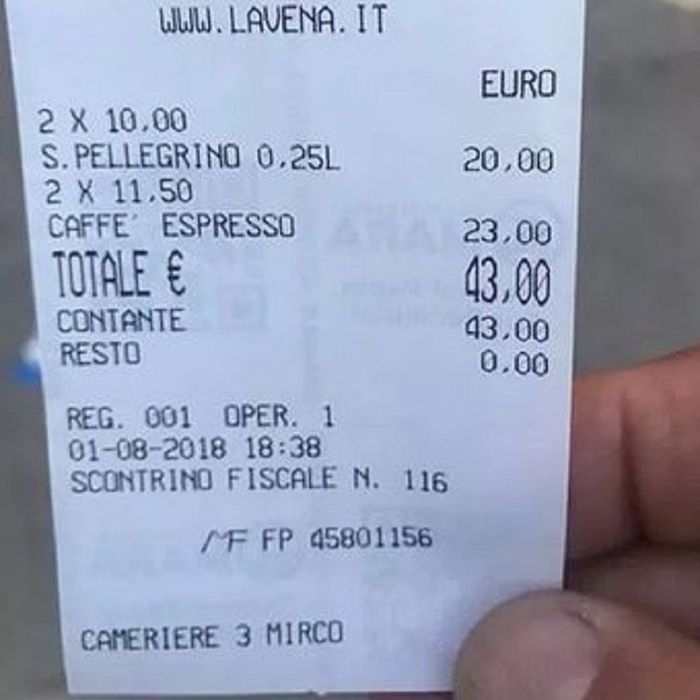 WWW.LAVENA.IT
EURO
2 X 10,00
S.PELLEGRINO 0,25L 20,00
2 X 11,50
CAFFE' ESPRESSO 23,00
TOTALE € 43,00
CONTANTE 43,00
RESTO 0,00
REG. 001 OPER. 1
01-08-2018 18:38
SCONTRINO FISCALE N. 116
MF FP 45801156
CAMERIERE 3 MIRCO